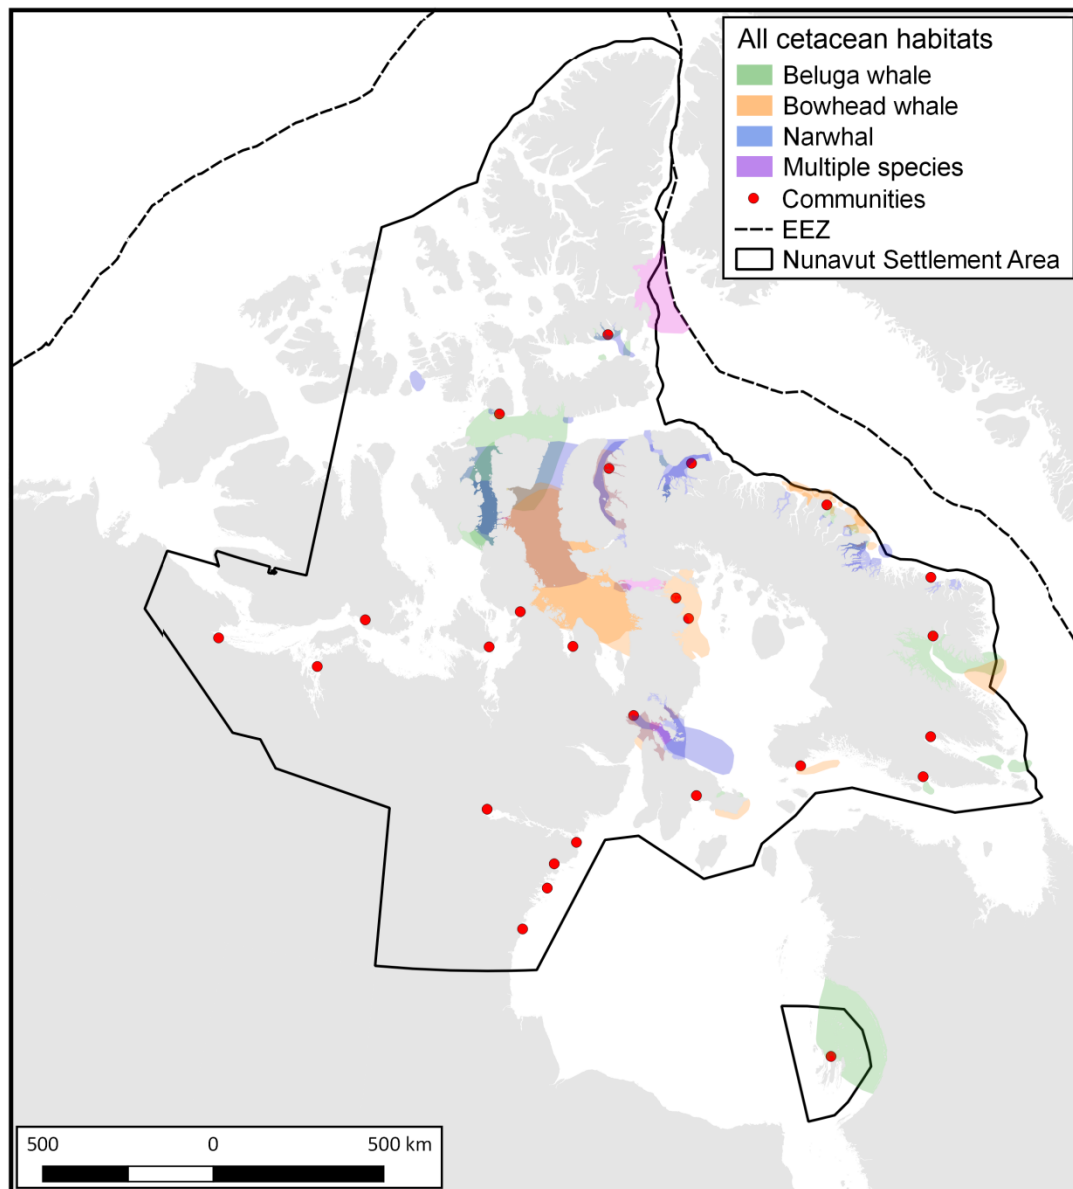 All cetacean habitats
Beluga whale
Bowhead whale
Narwhal
Multiple species
Communities
EEZ
Nunavut Settlement Area
500 0 500 km